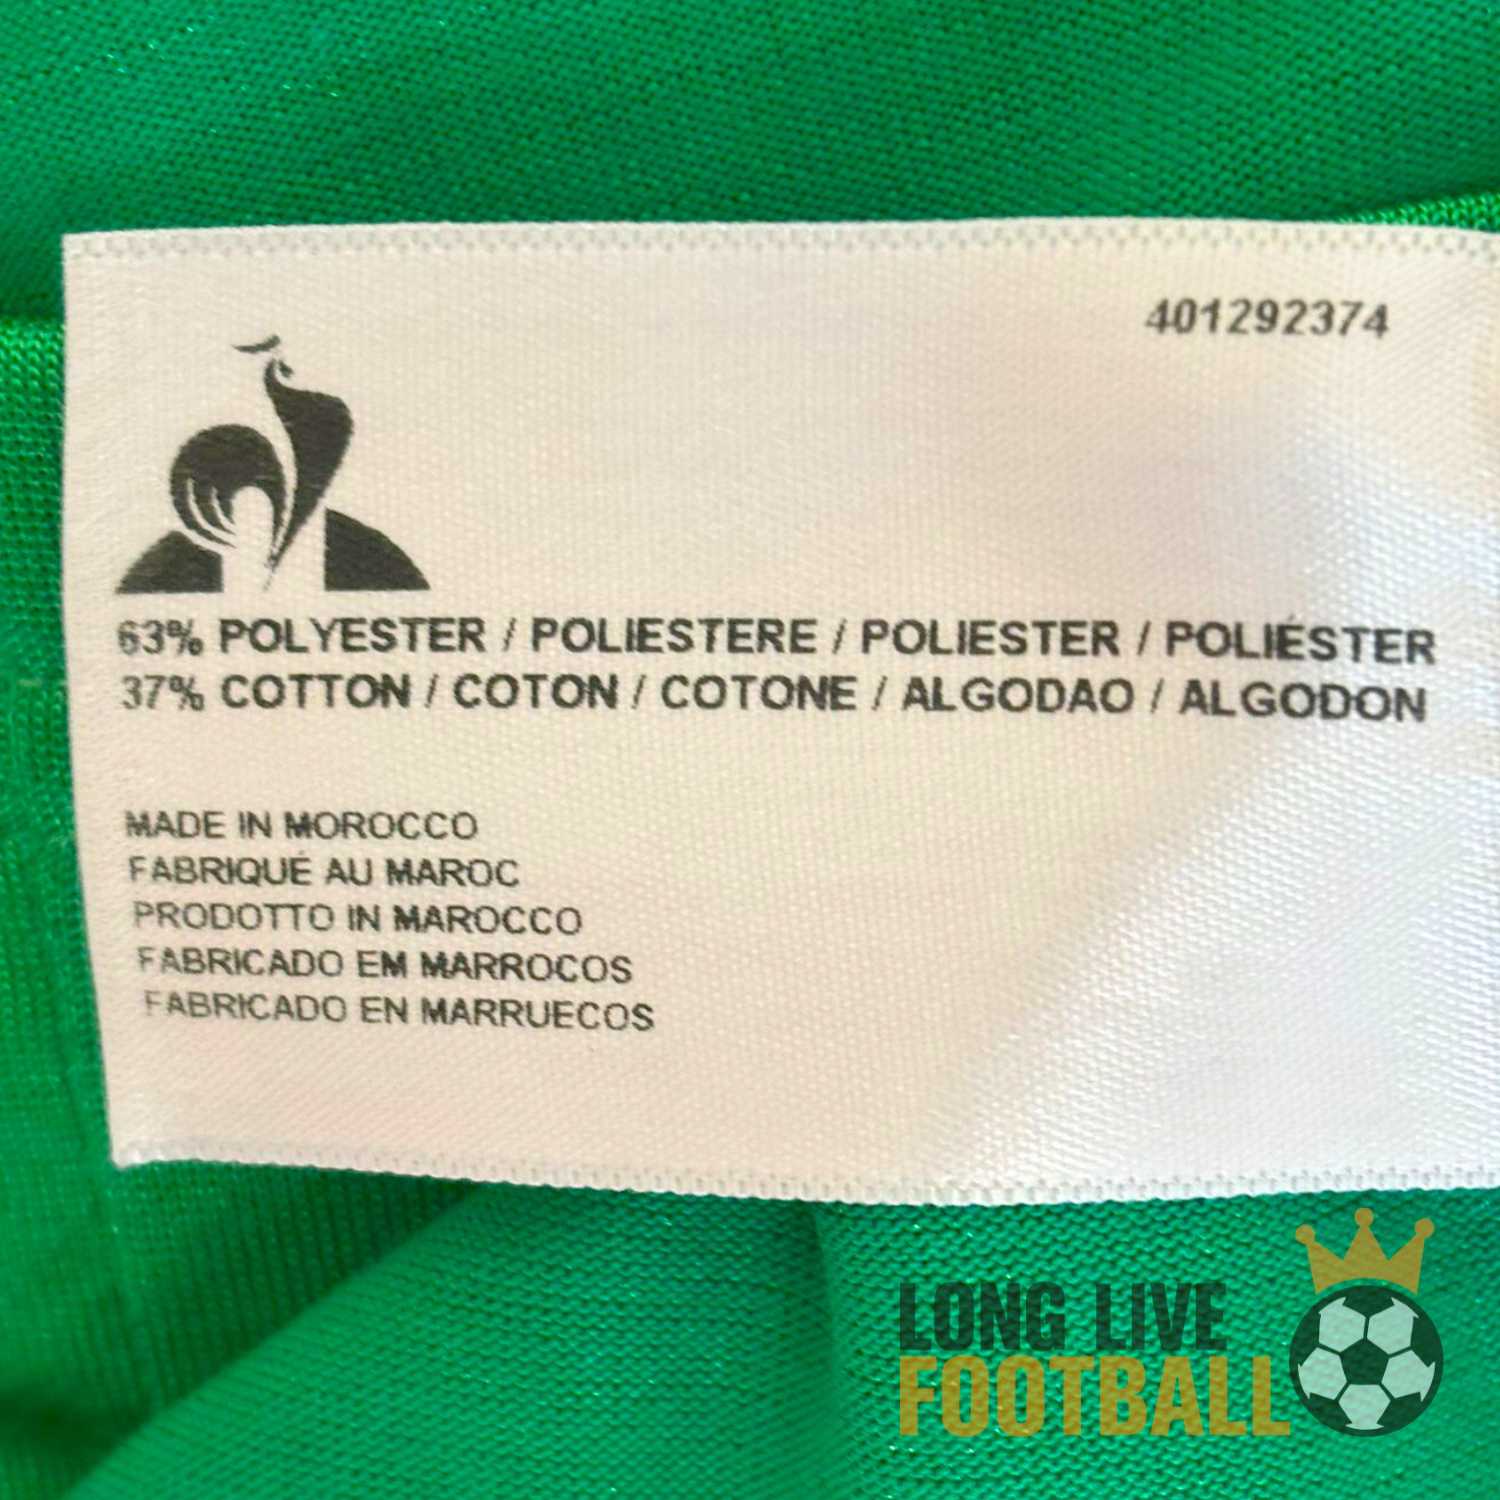 401292374
63% POLYESTER / POLIESTERE / POLIESTER / POLIÉSTER
37% COTTON / COTON / COTONE / ALGODAO / ALGODON
MADE IN MOROCCO
FABRIQUÉ AU MAROC
PRODOTTO IN MAROCCO
FABRICADO EM MARROCOS
FABRICADO EN MARRUECOS
LONG LIVE
FOOTBALL